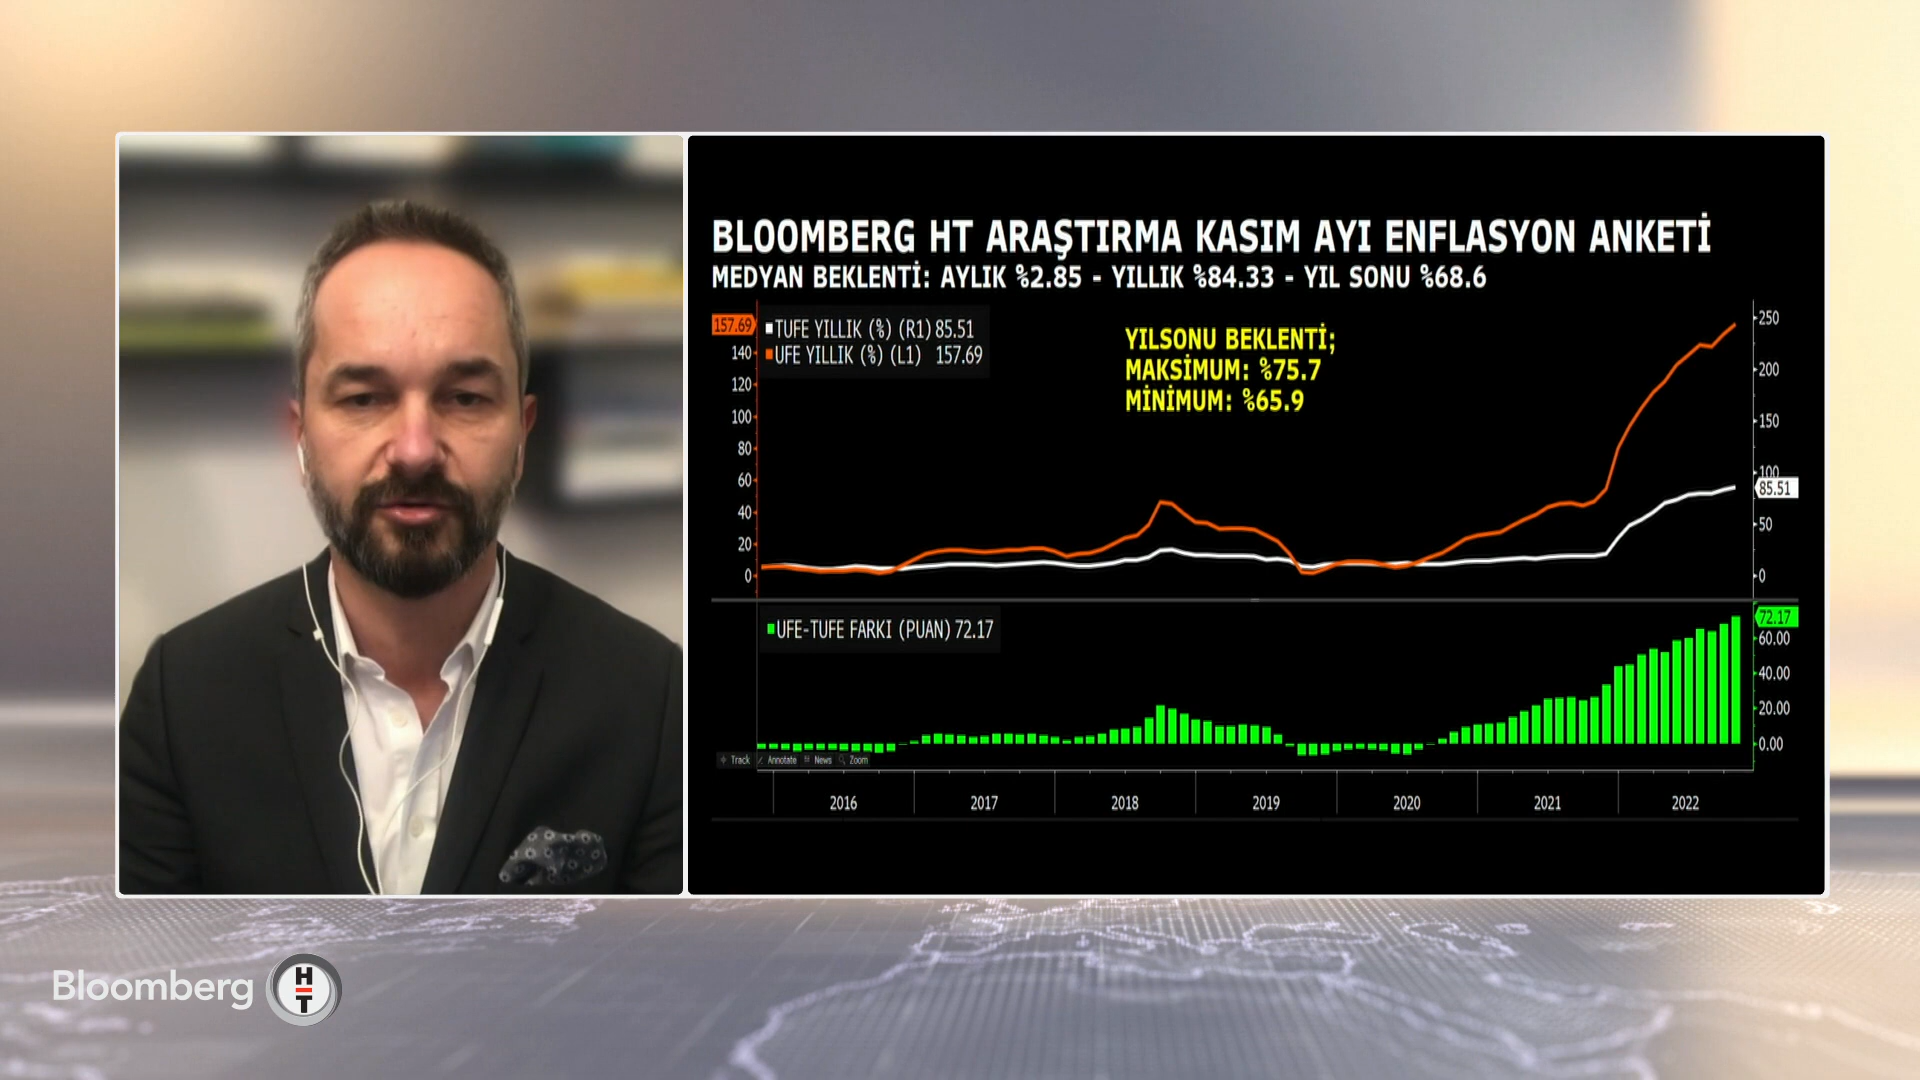 BLOOMBERG HT ARAŞTIRMA KASIM AYI ENFLASYON ANKETİ
MEDYAN BEKLENTİ: AYLIK %2.85 - YILLIK %84.33 - YIL SONU %68.6
157.69
TUFE YILLIK (%) (R1) 85.51
UFE YILLIK (%) (L1) 157.69
YILSONU BEKLENTİ;
MAKSİMUM: %75.7
MİNİMUM: %65.9
140
120
100
80
60
40
20
0
250
200
150
100
85.51
50
0
UFE-TUFE FARKI (PUAN) 72.17
72.17
60.00
40.00
20.00
0.00
Track Annotate News Zoom
2016 2017 2018 2019 2020 2021 2022
Bloomberg HT